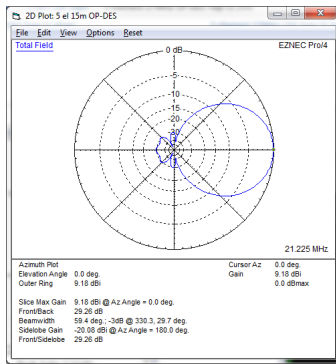 2D Plot: 5 el 15m OP-DES
File Edit View Options Reset
Total Field
EZNEC Pro/4
0 dB
-5
-10
-15
-20
-30
21.225 MHz
Azimuth Plot
Elevation Angle 0.0 deg.
Outer Ring 9.18 dBi
Cursor Az 0.0 deg.
Gain 9.18 dBi
0.0 dBmax
Slice Max Gain 9.18 dBi @ Az Angle = 0.0 deg.
Front/Back 29.26 dB
Beamwidth 59.4 deg.; -3dB @ 330.3, 29.7 deg.
Sidelobe Gain -20.08 dBi @ Az Angle = 180.0 deg.
Front/Sidelobe 29.26 dB